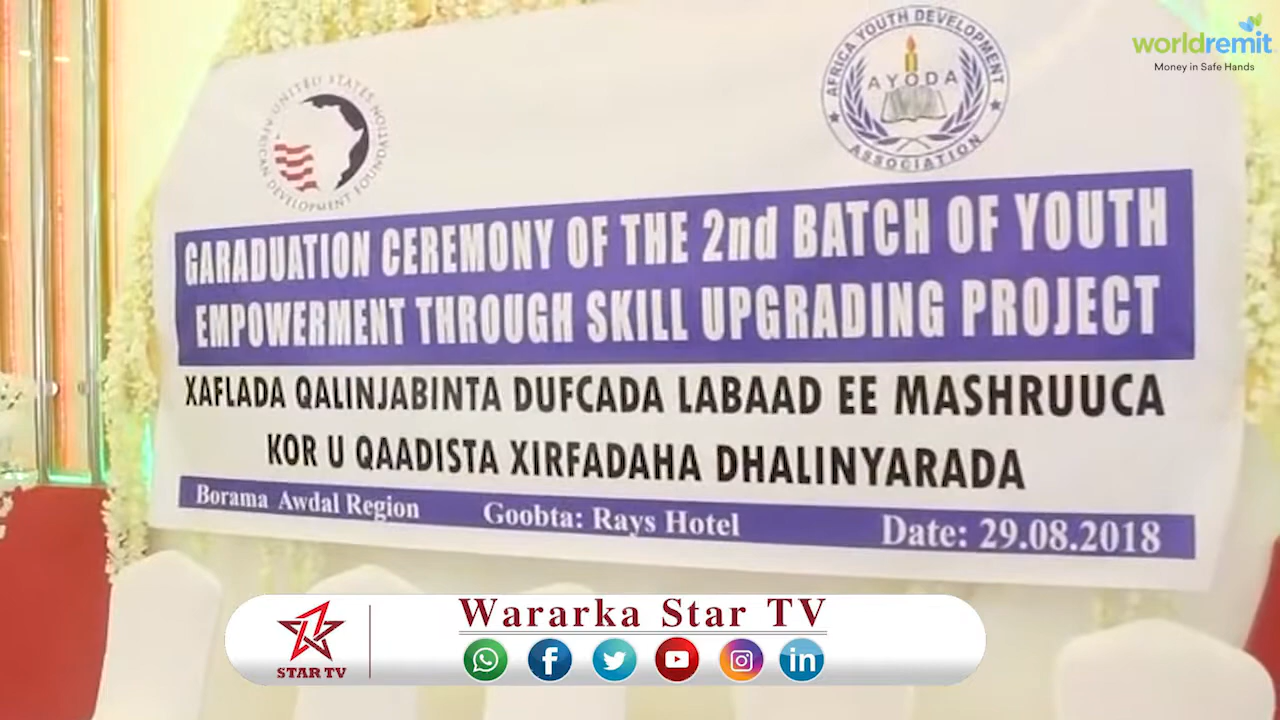 worldremit
Money in Safe Hands
UNITED STATES
AFRICAN DEVELOPMENT FOUNDATION
AFRICA YOUTH DEVELOPMENT
AYODA
ASSOCIATION
GARADUATION CEREMONY OF THE 2nd BATCH OF YOUTH
EMPOWERMENT THROUGH SKILL UPGRADING PROJECT
XAFLADA QALINJABINTA DUFCADA LABAAD EE MASHRUUCA
KOR U QAADISTA XIRFADAHA DHALINYARADA
Borama Awdal Region Goobta: Rays Hotel Date: 29.08.2018
Wararka Star TV
STAR TV